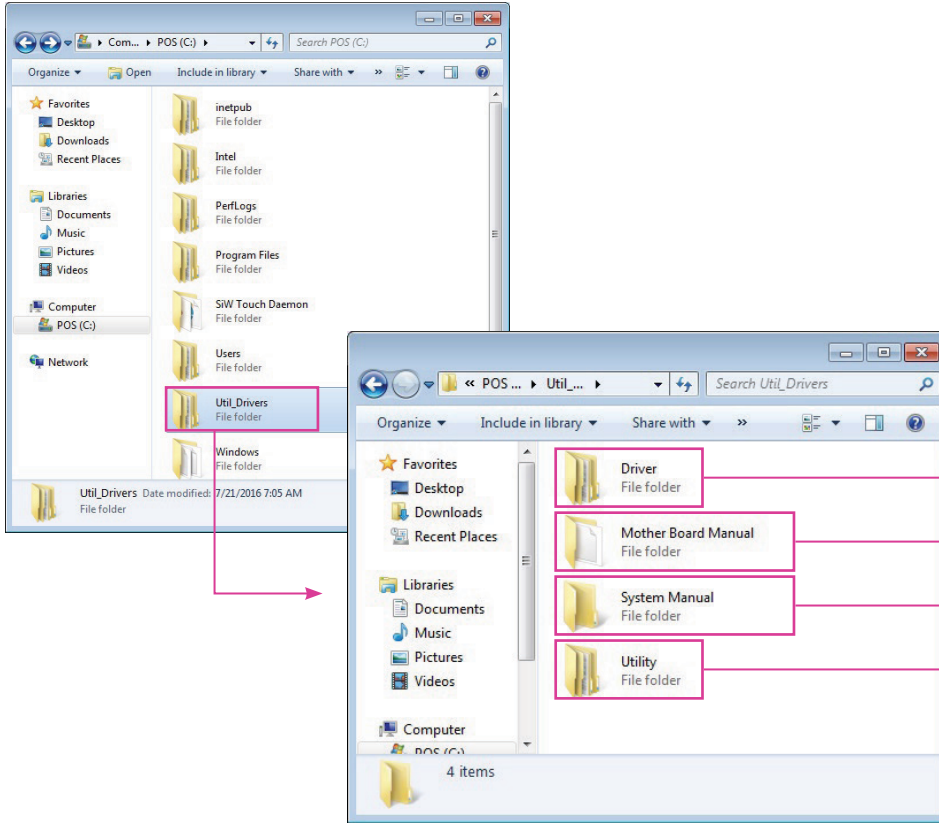 Com... POS (C:)
Search POS (C:)
Organize Open Include in library Share with »
Favorites
Desktop
Downloads
Recent Places
Libraries
Documents
Music
Pictures
Videos
Computer
POS (C:)
Network
inetpub
File folder
Intel
File folder
PerfLogs
File folder
Program Files
File folder
SiW Touch Daemon
File folder
Users
File folder
Util_Drivers
File folder
Windows
File folder
Util_Drivers Date modified: 7/21/2016 7:05 AM
File folder
« POS ... Util_...
Search Util_Drivers
Organize Include in library Share with »
Favorites
Desktop
Downloads
Recent Places
Libraries
Documents
Music
Pictures
Videos
Computer
POS (C:)
Driver
File folder
Mother Board Manual
File folder
System Manual
File folder
Utility
File folder
4 items